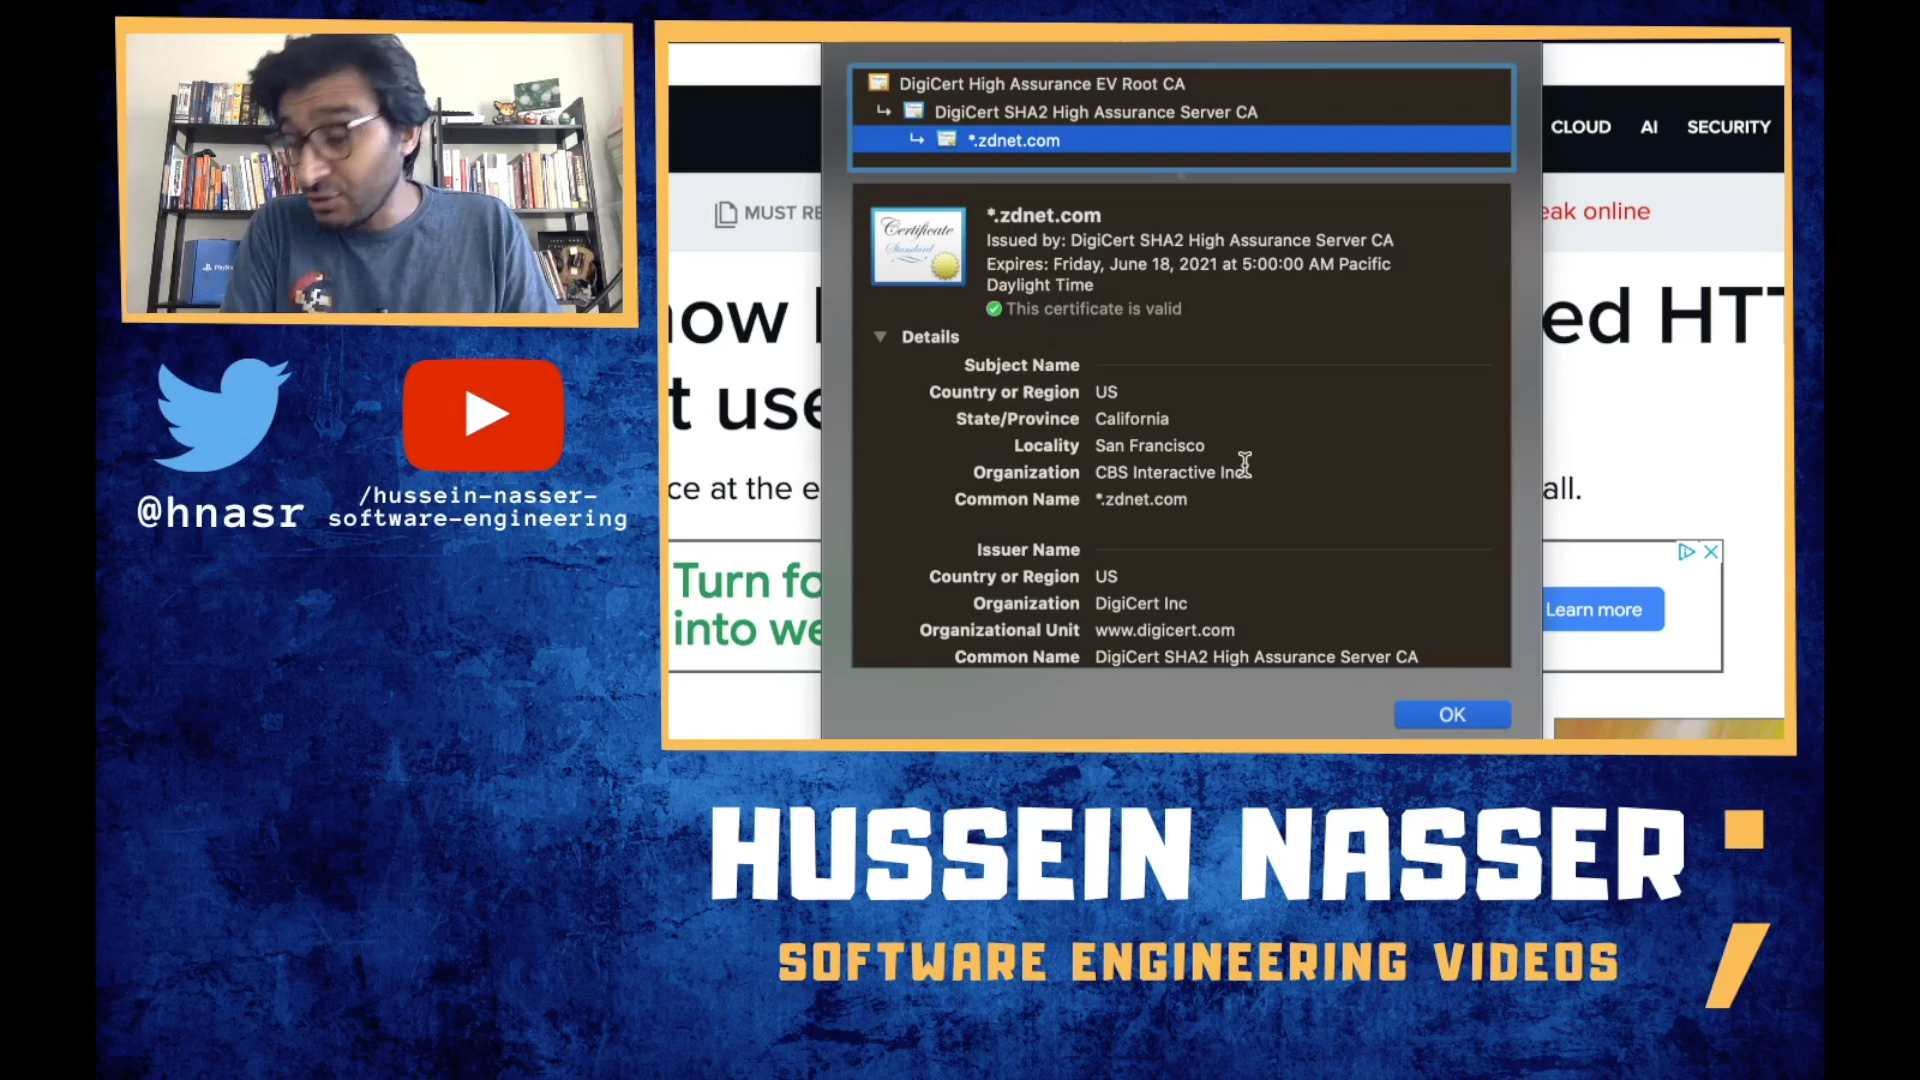 DigiCert High Assurance EV Root CA
DigiCert SHA2 High Assurance Server CA
*.zdnet.com
CLOUD AI SECURITY
MUST RE
eak online
Certificate
Standard
*.zdnet.com
Issued by: DigiCert SHA2 High Assurance Server CA
Expires: Friday, June 18, 2021 at 5:00:00 AM Pacific
Daylight Time
This certificate is valid
Details
Subject Name
Country or Region US
State/Province California
Locality San Francisco
Organization CBS Interactive Inc.
Common Name *.zdnet.com
Issuer Name
Country or Region US
Organization DigiCert Inc
Organizational Unit www.digicert.com
Common Name DigiCert SHA2 High Assurance Server CA
OK
now
ed HTT
t use
ce at the e
all.
Turn fo
into we
Learn more
@hnasr
/hussein-nasser-
software-engineering
HUSSEIN NASSER
SOFTWARE ENGINEERING VIDEOS